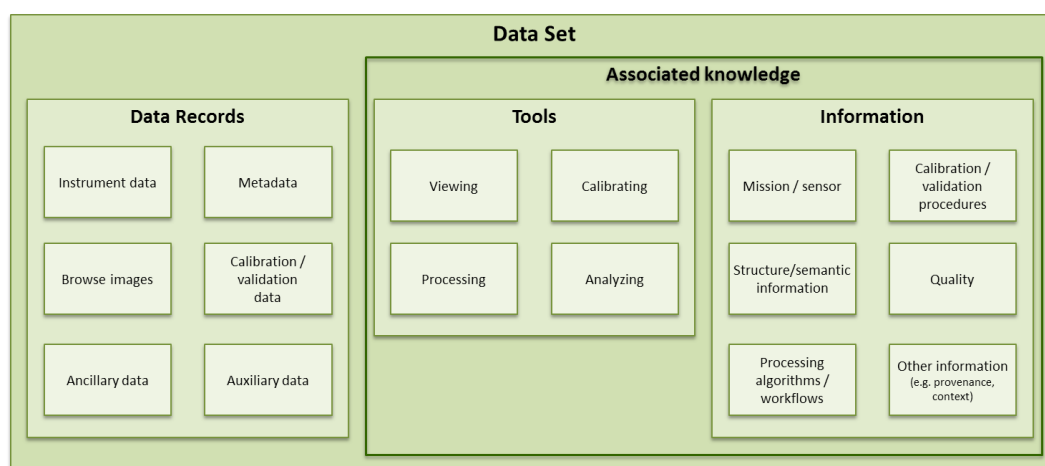 Data Set
Associated knowledge
Data Records
Instrument data
Metadata
Browse images
Calibration /
validation
data
Ancillary data
Auxiliary data
Tools
Viewing
Calibrating
Processing
Analyzing
Information
Mission / sensor
Calibration /
validation
procedures
Structure/semantic
information
Quality
Processing
algorithms /
workflows
Other information
(e.g. provenance,
context)